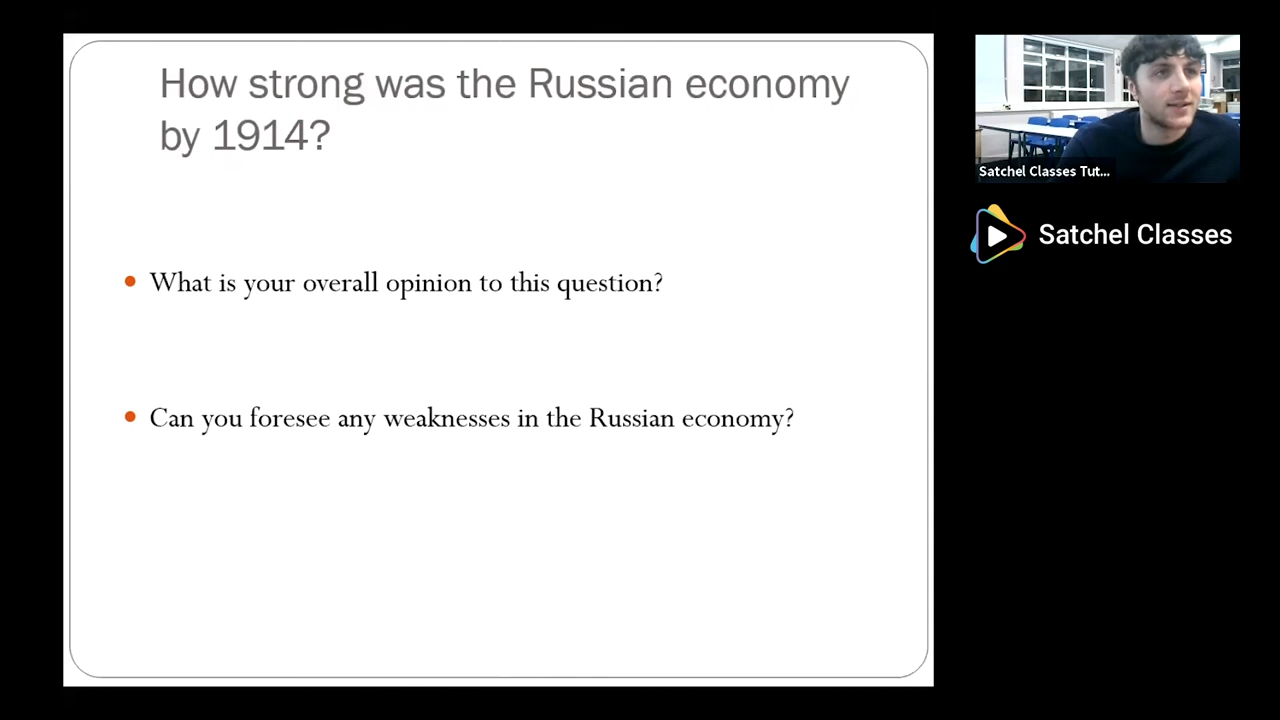 How strong was the Russian economy
by 1914?
What is your overall opinion to this question?
Can you foresee any weaknesses in the Russian economy?
Satchel Classes Tut...
Satchel Classes